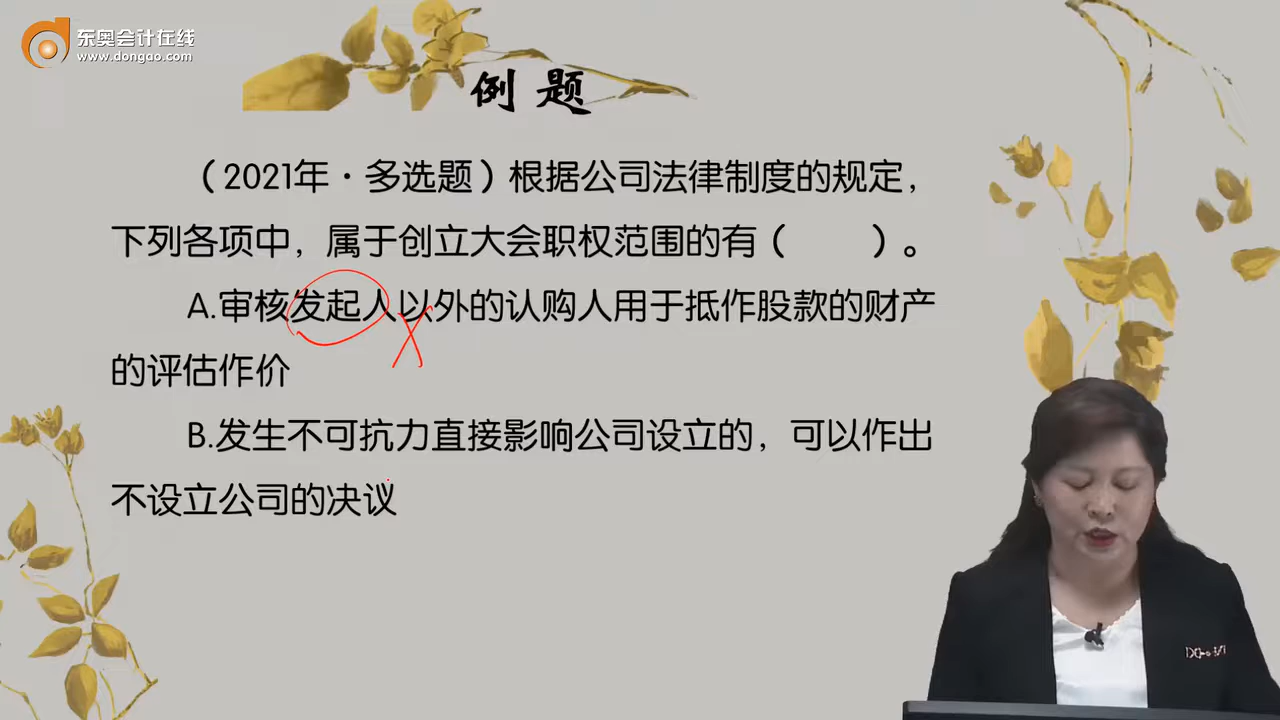 东奥会计在线
www.dongao.com
例题
（2021年·多选题）根据公司法律制度的规定，
下列各项中，属于创立大会职权范围的有（　　）。
A.审核发起人以外的认购人用于抵作股款的财产
的评估作价
B.发生不可抗力直接影响公司设立的，可以作出
不设立公司的决议